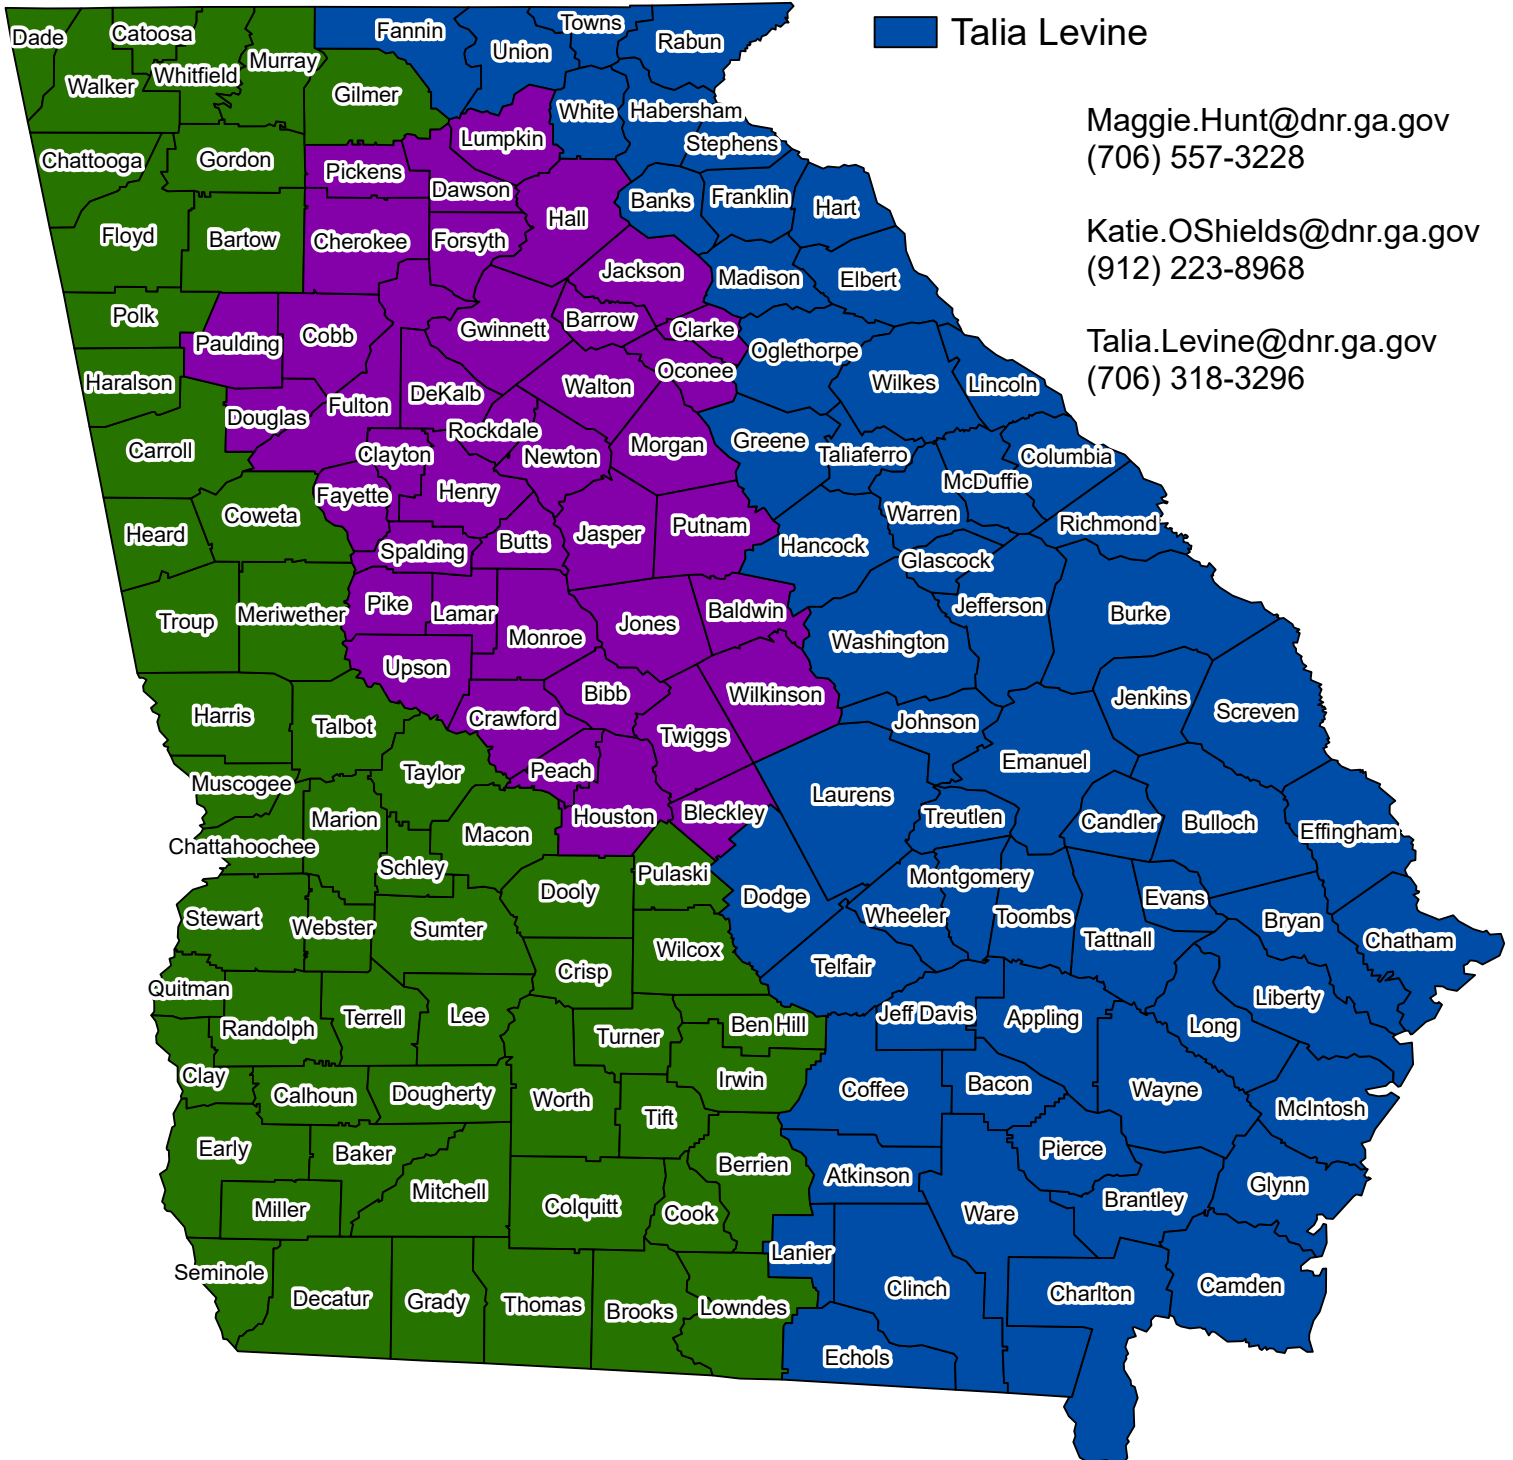 Talia Levine
Maggie.Hunt@dnr.ga.gov
(706) 557-3228
Katie.OShields@dnr.ga.gov
(912) 223-8968
Talia.Levine@dnr.ga.gov
(706) 318-3296
Dade
Catoosa
Fannin
Towns
Union
Rabun
Walker
Whitfield
Murray
Gilmer
White
Habersham
Stephens
Lumpkin
Chattooga
Gordon
Pickens
Dawson
Banks
Franklin
Hart
Hall
Floyd
Bartow
Cherokee
Forsyth
Jackson
Madison
Elbert
Polk
Paulding
Cobb
Gwinnett
Barrow
Clarke
Oglethorpe
Haralson
Oconee
Walton
Wilkes
Lincoln
DeKalb
Fulton
Douglas
Carroll
Rockdale
Clayton
Newton
Morgan
Greene
Taliaferro
Columbia
McDuffie
Fayette
Henry
Coweta
Heard
Spalding
Butts
Jasper
Putnam
Hancock
Warren
Richmond
Glascock
Jefferson
Burke
Troup
Meriwether
Pike
Lamar
Monroe
Jones
Baldwin
Washington
Upson
Bibb
Wilkinson
Jenkins
Screven
Harris
Talbot
Crawford
Twiggs
Johnson
Emanuel
Muscogee
Taylor
Peach
Laurens
Marion
Macon
Houston
Bleckley
Treutlen
Candler
Bulloch
Effingham
Chattahoochee
Schley
Pulaski
Montgomery
Dooly
Dodge
Stewart
Webster
Sumter
Wheeler
Toombs
Evans
Bryan
Tattnall
Chatham
Wilcox
Crisp
Telfair
Quitman
Randolph
Terrell
Lee
Turner
Ben Hill
Jeff Davis
Appling
Long
Liberty
Clay
Calhoun
Dougherty
Worth
Tift
Irwin
Coffee
Bacon
Wayne
McIntosh
Early
Baker
Mitchell
Berrien
Atkinson
Pierce
Brantley
Glynn
Miller
Colquitt
Cook
Ware
Lanier
Seminole
Decatur
Grady
Thomas
Brooks
Lowndes
Clinch
Charlton
Camden
Echols